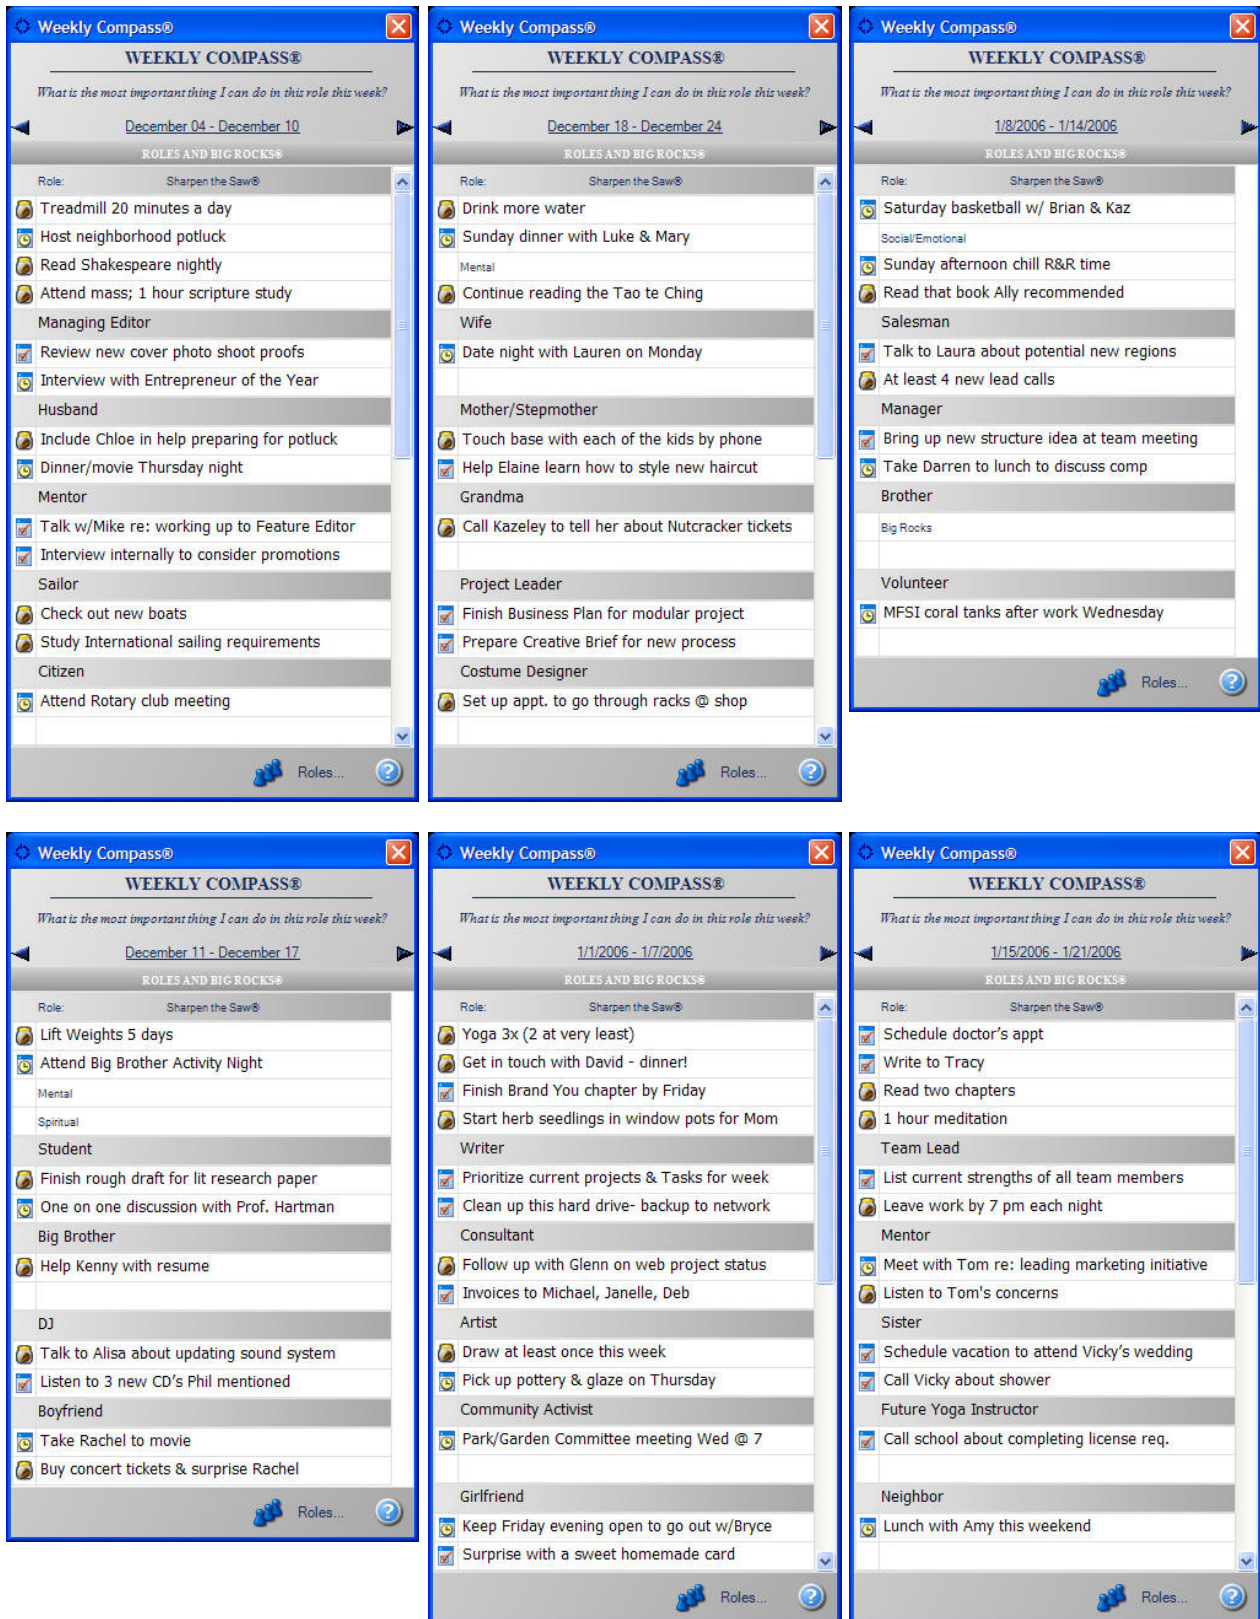 Weekly Compass®
WEEKLY COMPASS®
What is the most important thing I can do in this role this week?
December 04 - December 10
ROLES AND BIG ROCKS®
Role: Sharpen the Saw®
Treadmill 20 minutes a day
Host neighborhood potluck
Read Shakespeare nightly
Attend mass; 1 hour scripture study
Managing Editor
Review new cover photo shoot proofs
Interview with Entrepreneur of the Year
Husband
Include Chloe in help preparing for potluck
Dinner/movie Thursday night
Mentor
Talk w/Mike re: working up to Feature Editor
Interview internally to consider promotions
Sailor
Check out new boats
Study International sailing requirements
Citizen
Attend Rotary club meeting
Roles...
Weekly Compass®
WEEKLY COMPASS®
What is the most important thing I can do in this role this week?
December 18 - December 24
ROLES AND BIG ROCKS®
Role: Sharpen the Saw®
Drink more water
Sunday dinner with Luke & Mary
Mental
Continue reading the Tao te Ching
Wife
Date night with Lauren on Monday
Mother/Stepmother
Touch base with each of the kids by phone
Help Elaine learn how to style new haircut
Grandma
Call Kazeley to tell her about Nutcracker tickets
Project Leader
Finish Business Plan for modular project
Prepare Creative Brief for new process
Costume Designer
Set up appt. to go through racks @ shop
Roles...
Weekly Compass®
WEEKLY COMPASS®
What is the most important thing I can do in this role this week?
1/8/2006 - 1/14/2006
ROLES AND BIG ROCKS®
Role: Sharpen the Saw®
Saturday basketball w/ Brian & Kaz
Social/Emotional
Sunday afternoon chill R&R time
Read that book Ally recommended
Salesman
Talk to Laura about potential new regions
At least 4 new lead calls
Manager
Bring up new structure idea at team meeting
Take Darren to lunch to discuss comp
Brother
Big Rocks
Volunteer
MFSI coral tanks after work Wednesday
Roles...
Weekly Compass®
WEEKLY COMPASS®
What is the most important thing I can do in this role this week?
December 11 - December 17
ROLES AND BIG ROCKS®
Role: Sharpen the Saw®
Lift Weights 5 days
Attend Big Brother Activity Night
Mental
Spiritual
Student
Finish rough draft for lit research paper
One on one discussion with Prof. Hartman
Big Brother
Help Kenny with resume
DJ
Talk to Alisa about updating sound system
Listen to 3 new CD's Phil mentioned
Boyfriend
Take Rachel to movie
Buy concert tickets & surprise Rachel
Roles...
Weekly Compass®
WEEKLY COMPASS®
What is the most important thing I can do in this role this week?
1/1/2006 - 1/7/2006
ROLES AND BIG ROCKS®
Role: Sharpen the Saw®
Yoga 3x (2 at very least)
Get in touch with David - dinner!
Finish Brand You chapter by Friday
Start herb seedlings in window pots for Mom
Writer
Prioritize current projects & Tasks for week
Clean up this hard drive- backup to network
Consultant
Follow up with Glenn on web project status
Invoices to Michael, Janelle, Deb
Artist
Draw at least once this week
Pick up pottery & glaze on Thursday
Community Activist
Park/Garden Committee meeting Wed @ 7
Girlfriend
Keep Friday evening open to go out w/Bryce
Surprise with a sweet homemade card
Roles...
Weekly Compass®
WEEKLY COMPASS®
What is the most important thing I can do in this role this week?
1/15/2006 - 1/21/2006
ROLES AND BIG ROCKS®
Role: Sharpen the Saw®
Schedule doctor's appt
Write to Tracy
Read two chapters
1 hour meditation
Team Lead
List current strengths of all team members
Leave work by 7 pm each night
Mentor
Meet with Tom re: leading marketing initiative
Listen to Tom's concerns
Sister
Schedule vacation to attend Vicky's wedding
Call Vicky about shower
Future Yoga Instructor
Call school about completing license req.
Neighbor
Lunch with Amy this weekend
Roles...